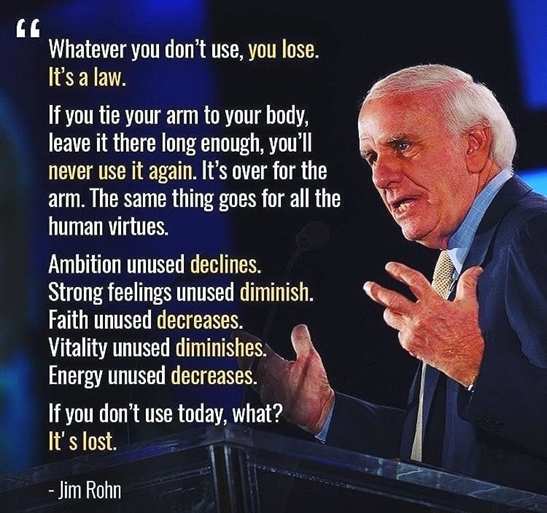 “
Whatever you don’t use, you lose.
It’s a law.
If you tie your arm to your body,
leave it there long enough, you’ll
never use it again. It’s over for the
arm. The same thing goes for all the
human virtues.
Ambition unused declines.
Strong feelings unused diminish.
Faith unused decreases.
Vitality unused diminishes.
Energy unused decreases.
If you don’t use today, what?
It's lost.
- Jim Rohn